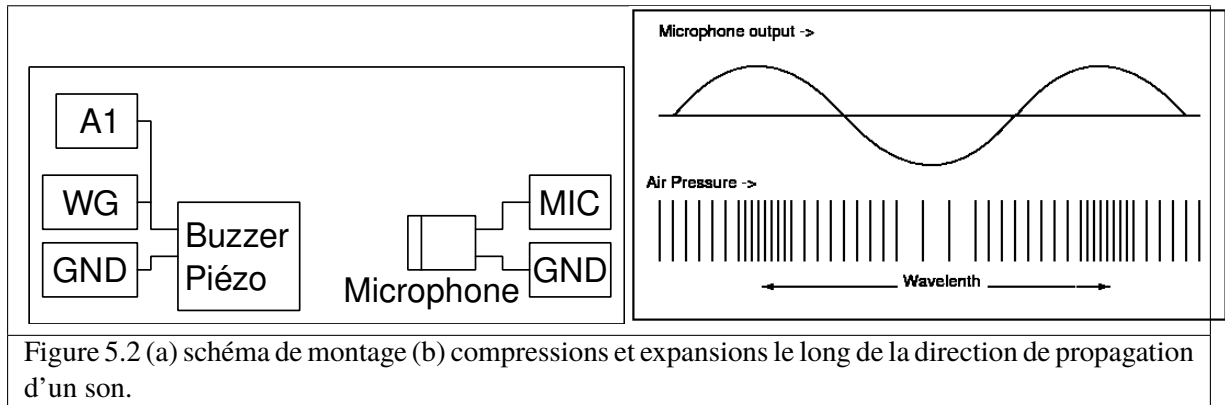 A1
WG
GND
Buzzer
Piézo
MIC
GND
Microphone
Microphone output ->
Air Pressure ->
Wavelenth
Figure 5.2 (a) schéma de montage (b) compressions et expansions le long de la direction de propagation
d'un son.